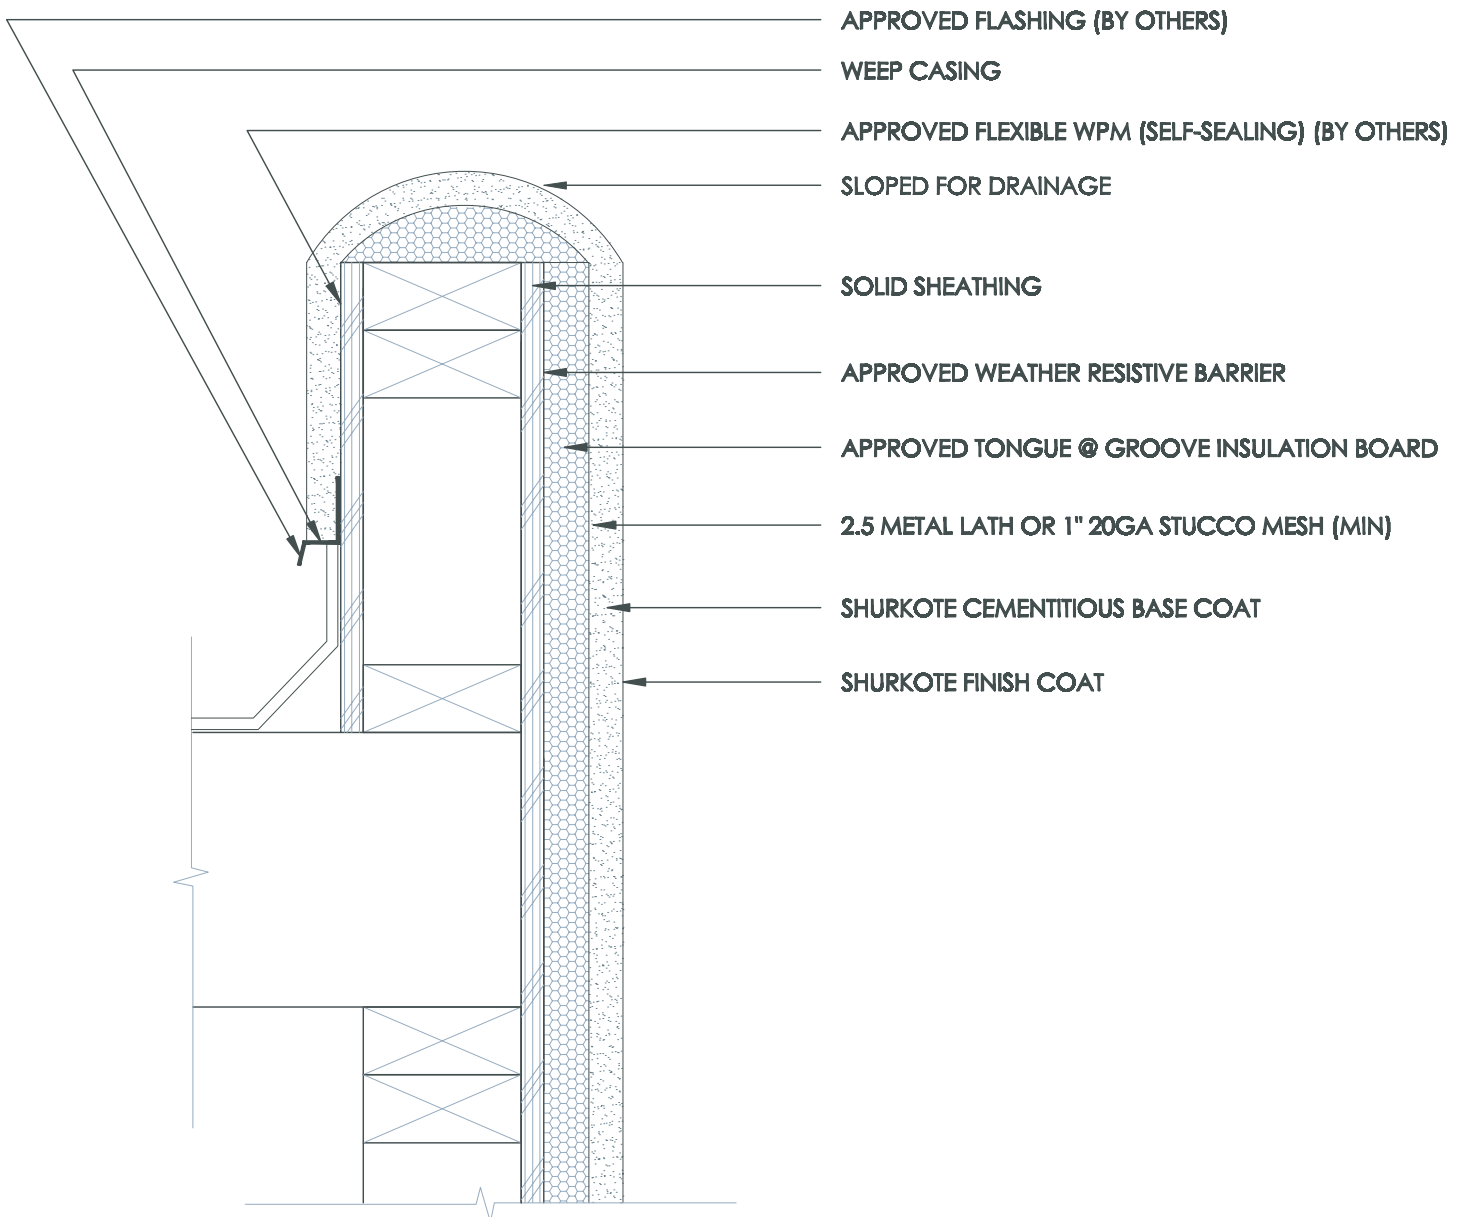 APPROVED FLASHING (BY OTHERS)
WEEP CASING
APPROVED FLEXIBLE WPM (SELF-SEALING) (BY OTHERS)
SLOPED FOR DRAINAGE
SOLID SHEATHING
APPROVED WEATHER RESISTIVE BARRIER
APPROVED TONGUE @ GROOVE INSULATION BOARD
2.5 METAL LATH OR 1" 20GA STUCCO MESH (MIN)
SHURKOTE CEMENTITIOUS BASE COAT
SHURKOTE FINISH COAT